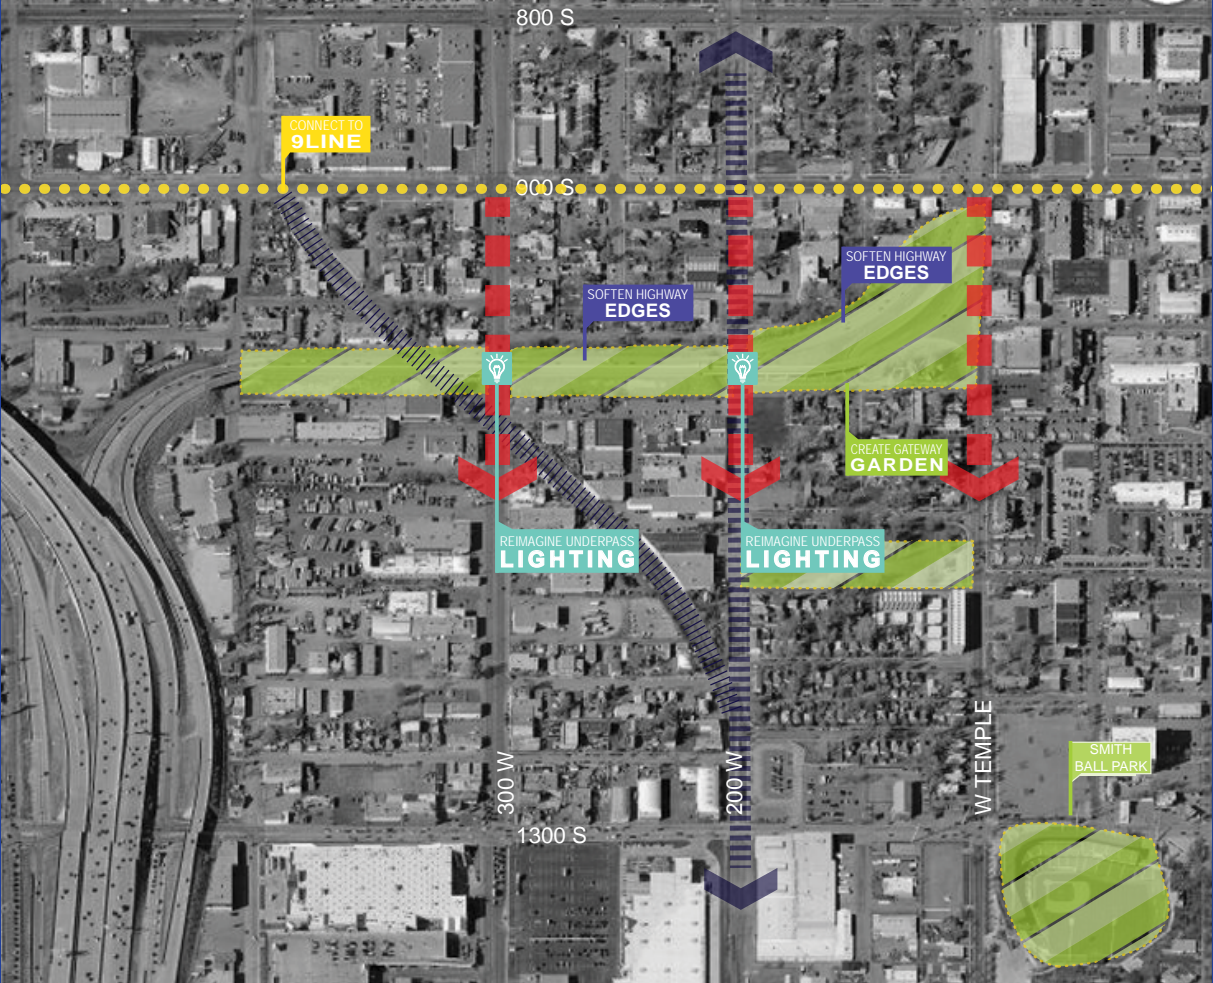 800 S
CONNECT TO
9LINE
900 S
SOFTEN HIGHWAY
EDGES
SOFTEN HIGHWAY
EDGES
CREATE GATEWAY
GARDEN
REIMAGINE UNDERPASS
LIGHTING
REIMAGINE UNDERPASS
LIGHTING
300 W
200 W
W TEMPLE
SMITH
BALL PARK
1300 S